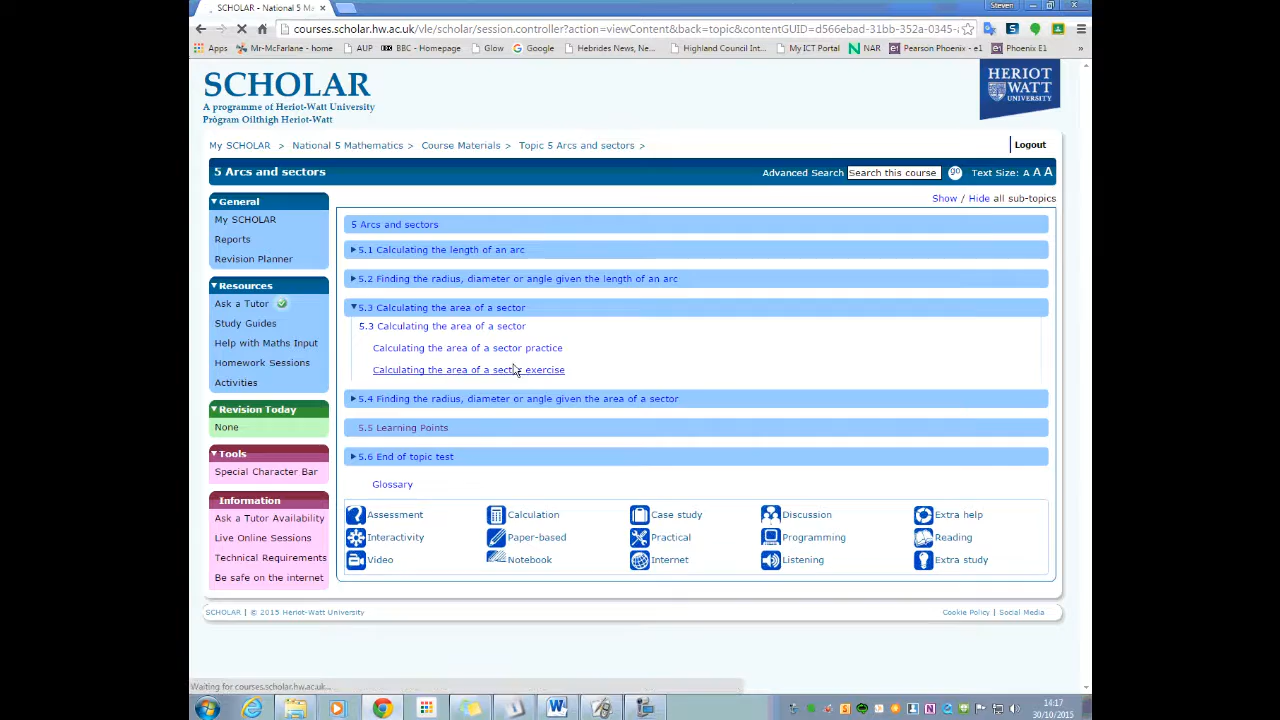 SCHOLAR - National 5 M
Steven
courses.scholar.hw.ac.uk/vle/scholar/session.controller?action=viewContent&back=topic&contentGUID=d566ebad-31bb-352a-0345-
Apps Mr-McFarlane - home AUP BBC - Homepage Glow Google Hebrides News, Ne... Highland Council Int... My ICT Portal NAR Pearson Phoenix - e1 Phoenix E1 »
SCHOLAR
A programme of Heriot-Watt University
Prògram Oilthigh Heriot-Watt
HERIOT
WATT
UNIVERSITY
My SCHOLAR > National 5 Mathematics > Course Materials > Topic 5 Arcs and sectors >
Logout
5 Arcs and sectors
Advanced Search Search this course go Text Size: A A A
Show / Hide all sub-topics
General
My SCHOLAR
Reports
Revision Planner
Resources
Ask a Tutor
Study Guides
Help with Maths Input
Homework Sessions
Activities
Revision Today
None
Tools
Special Character Bar
Information
Ask a Tutor Availability
Live Online Sessions
Technical Requirements
Be safe on the internet
5 Arcs and sectors
5.1 Calculating the length of an arc
5.2 Finding the radius, diameter or angle given the length of an arc
5.3 Calculating the area of a sector
5.3 Calculating the area of a sector
Calculating the area of a sector practice
Calculating the area of a sector exercise
5.4 Finding the radius, diameter or angle given the area of a sector
5.5 Learning Points
5.6 End of topic test
Glossary
Assessment Calculation Case study Discussion Extra help
Interactivity Paper-based Practical Programming Reading
Video Notebook Internet Listening Extra study
SCHOLAR | © 2015 Heriot-Watt University
Cookie Policy | Social Media
Waiting for courses.scholar.hw.ac.uk...
14:17
30/10/2015